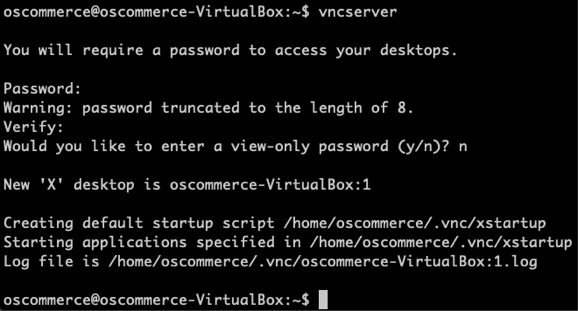 oscommerce@oscommerce-VirtualBox:~$ vncserver
You will require a password to access your desktops.
Password:
Warning: password truncated to the length of 8.
Verify:
Would you like to enter a view-only password (y/n)? n
New 'X' desktop is oscommerce-VirtualBox:1
Creating default startup script /home/oscommerce/.vnc/xstartup
Starting applications specified in /home/oscommerce/.vnc/xstartup
Log file is /home/oscommerce/.vnc/oscommerce-VirtualBox:1.log
oscommerce@oscommerce-VirtualBox:~$